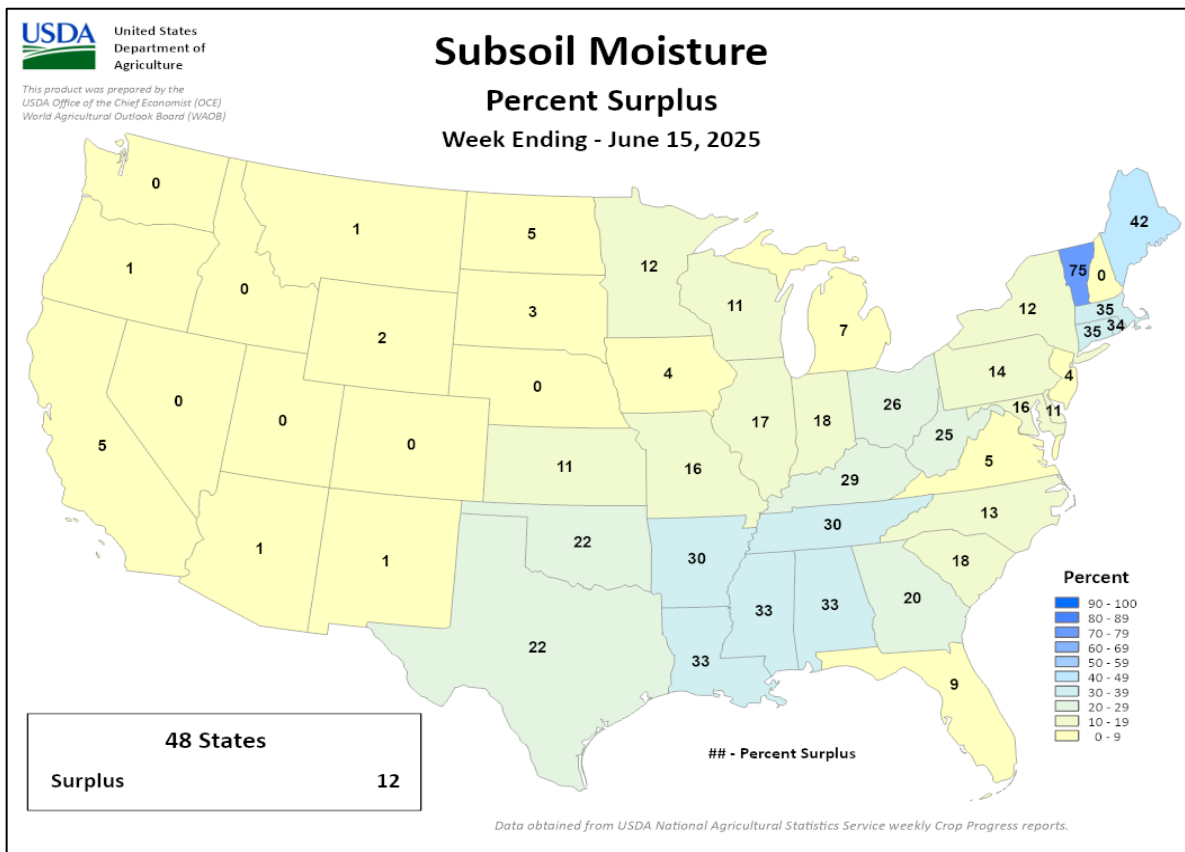 USDA
United States
Department of
Agriculture
This product was prepared by the
USDA Office of the Chief Economist (OCE)
World Agricultural Outlook Board (WAOB)
Subsoil Moisture
Percent Surplus
Week Ending - June 15, 2025
0
1
5
12
42
1
0
2
3
11
7
12
75
0
35
35
34
5
0
0
0
0
4
17
18
26
14
4
16
11
25
5
11
16
29
1
1
22
30
30
13
18
22
33
33
33
20
9
Percent
90 - 100
80 - 89
70 - 79
60 - 69
50 - 59
40 - 49
30 - 39
20 - 29
10 - 19
0 - 9
48 States
Surplus 12
## - Percent Surplus
Data obtained from USDA National Agricultural Statistics Service weekly Crop Progress reports.